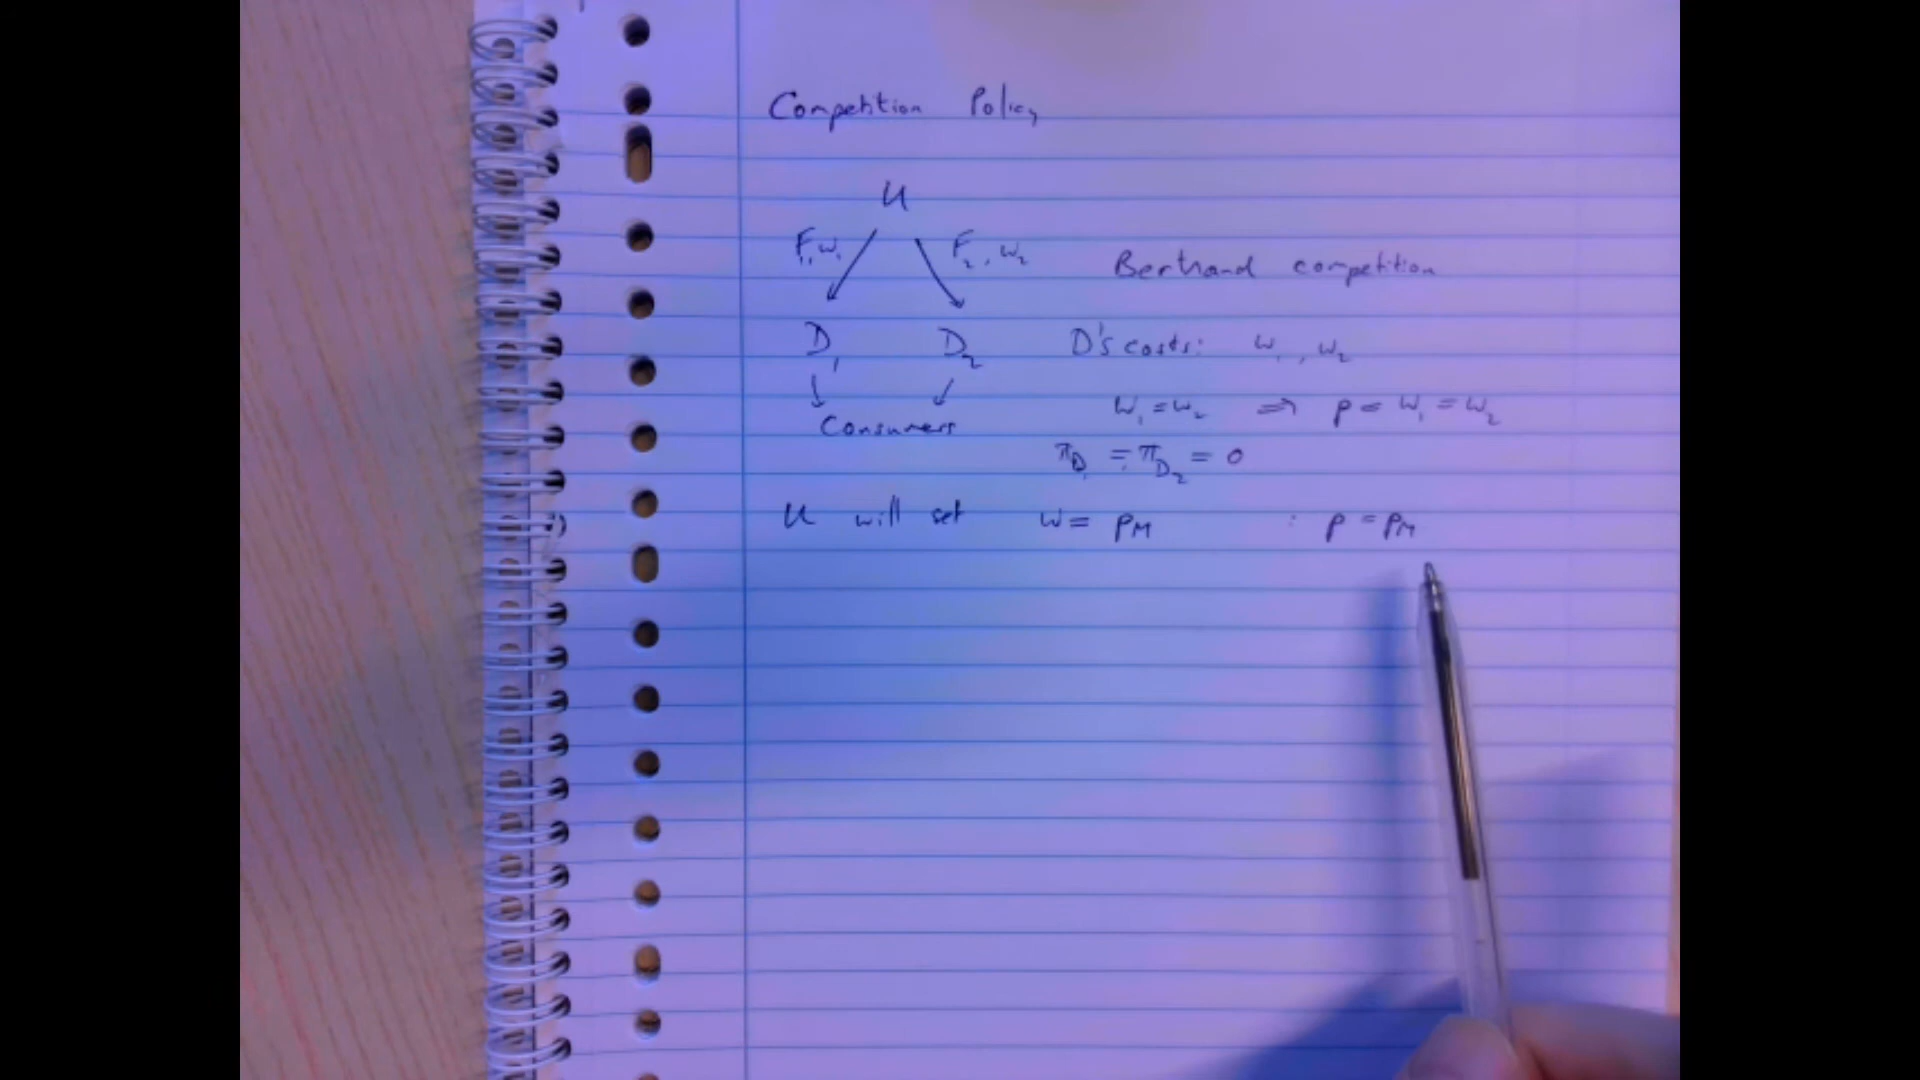 Competition Policy
U
F₁, w₁ F₂, w₂
Bertrand competition
D₁ D₂ D's costs: w₁, w₂
w₁ = w₂ ⇒ p = w₁ = w₂
Consumers
π_D₁ = π_D₂ = 0
U will set w = p_M : p = p_M